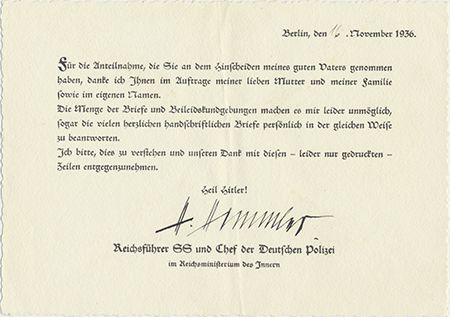 Berlin, den 16. November 1936.
Für die Anteilnahme, die Sie an dem Hinscheiden meines guten Vaters genommen
haben, danke ich Ihnen im Auftrage meiner lieben Mutter und meiner Familie
sowie im eigenen Namen.
Die Menge der Briefe und Beileidskundgebungen machen es mir leider unmöglich,
sogar die vielen herzlichen handschriftlichen Briefe persönlich in der gleichen Weise
zu beantworten.
Ich bitte, dies zu verstehen und unseren Dank mit diesen – leider nur gedruckten –
Zeilen entgegenzunehmen.
Heil Hitler!
H. Himmler
Reichsführer SS und Chef der Deutschen Polizei
im Reichsministerium des Innern